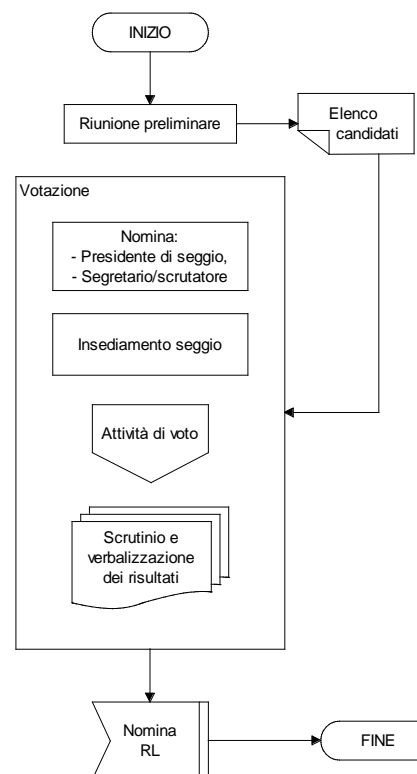 INIZIO
Riunione preliminare
Elenco
candidati
Votazione
Nomina:
- Presidente di seggio,
- Segretario/scrutatore
Insediamento seggio
Attività di voto
Scrutinio e
verbalizzazione
dei risultati
Nomina
RL
FINE